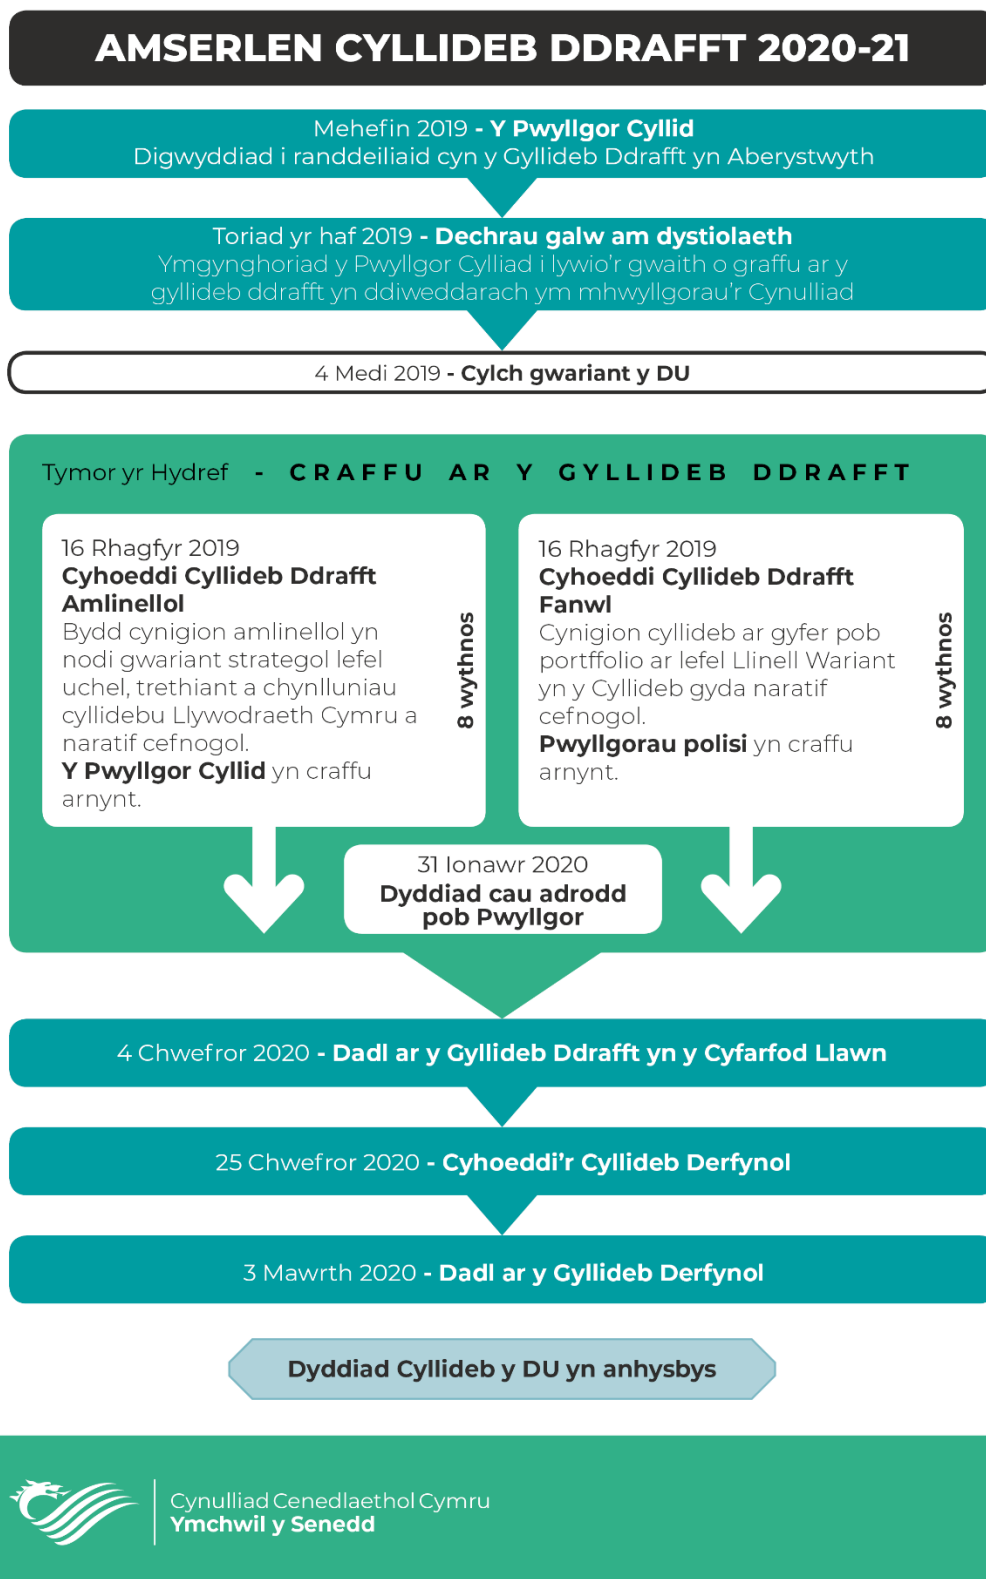 AMSERLEN CYLLIDEB DDRAFFT 2020-21
Mehefin 2019 - Y Pwyllgor Cyllid
Digwyddiad i randdeiliaid cyn y Gyllideb Ddrafft yn Aberystwyth
Toriad yr haf 2019 - Dechrau galw am dystiolaeth
Ymgynghoriad y Pwyllgor Cylliad i lywio'r gwaith o graffu ar y
gyllideb ddrafft yn ddiweddarach ym mhwyllgorau'r Cynulliad
4 Medi 2019 - Cylch gwariant y DU
Tymor yr Hydref - CRAFFU AR Y GYLLIDEB DDRAFFT
16 Rhagfyr 2019
Cyhoeddi Cyllideb Ddrafft
Amlinellol
Bydd cynigion amlinellol yn
nodi gwariant strategol lefel
uchel, trethiant a chynlluniau
cyllidebu Llywodraeth Cymru a
naratif cefnogol.
Y Pwyllgor Cyllid yn craffu
arnynt.
8 wythnos
16 Rhagfyr 2019
Cyhoeddi Cyllideb Ddrafft
Fanwl
Cynigion cyllideb ar gyfer pob
portffolio ar lefel Llinell Wariant
yn y Cyllideb gyda naratif
cefnogol.
Pwyllgorau polisi yn craffu
arnynt.
8 wythnos
31 Ionawr 2020
Dyddiad cau adrodd
pob Pwyllgor
4 Chwefror 2020 - Dadl ar y Gyllideb Ddrafft yn y Cyfarfod Llawn
25 Chwefror 2020 - Cyhoeddi'r Cyllideb Derfynol
3 Mawrth 2020 - Dadl ar y Gyllideb Derfynol
Dyddiad Cyllideb y DU yn anhysbys
Cynulliad Cenedlaethol Cymru
Ymchwil y Senedd